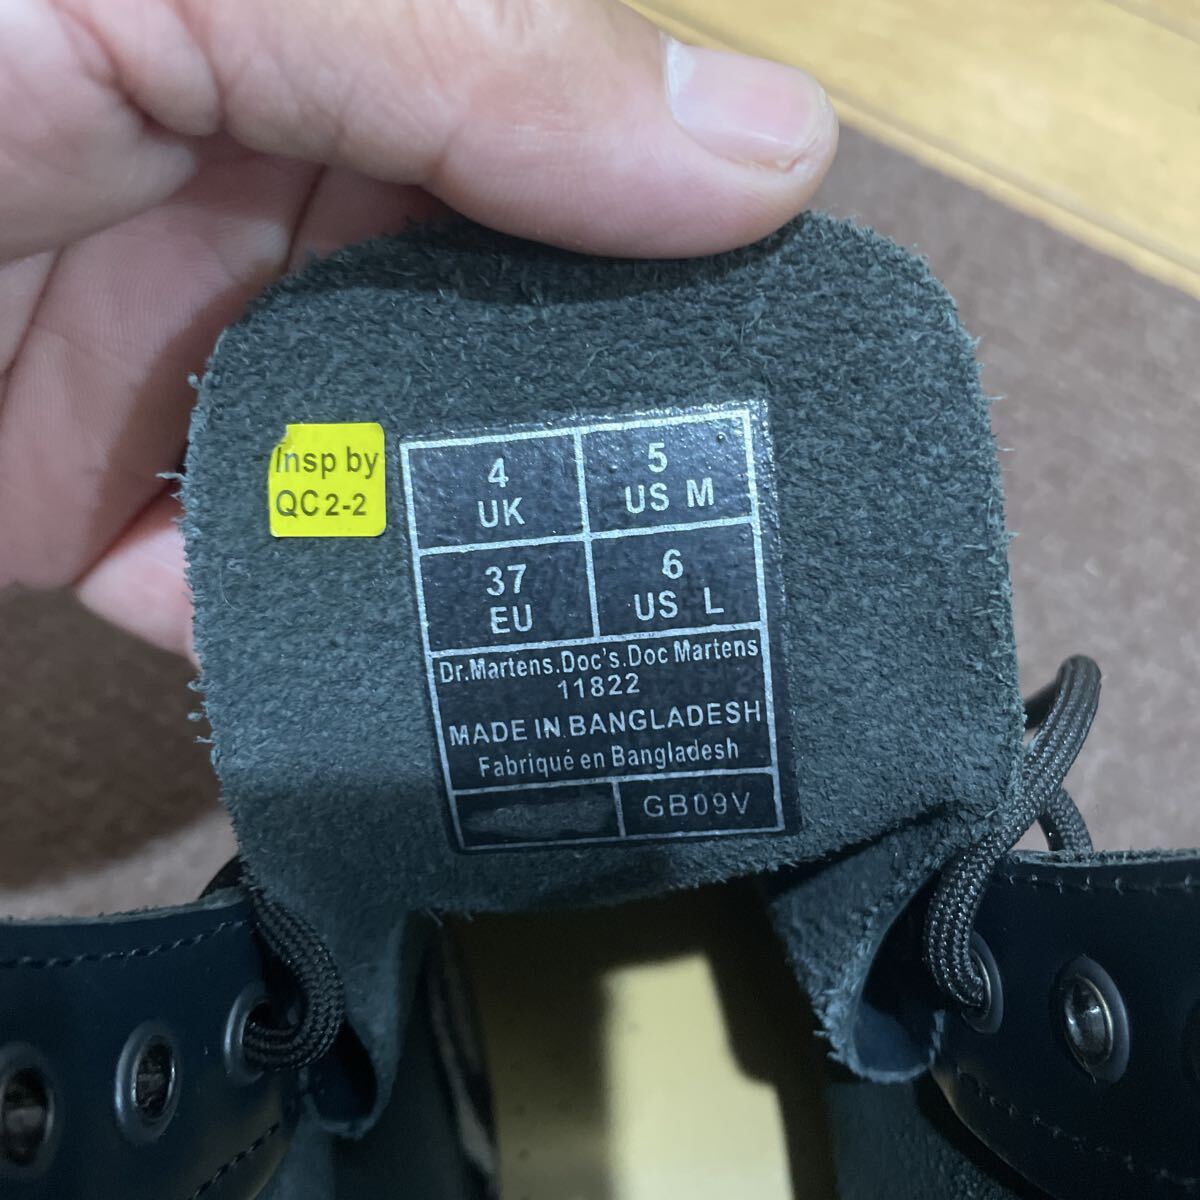 Insp by
QC 2-2
4
UK
5
US M
37
EU
6
US L
Dr.Martens.Doc's.Doc Martens
11822
MADE IN BANGLADESH
Fabriqué en Bangladesh
GB09V